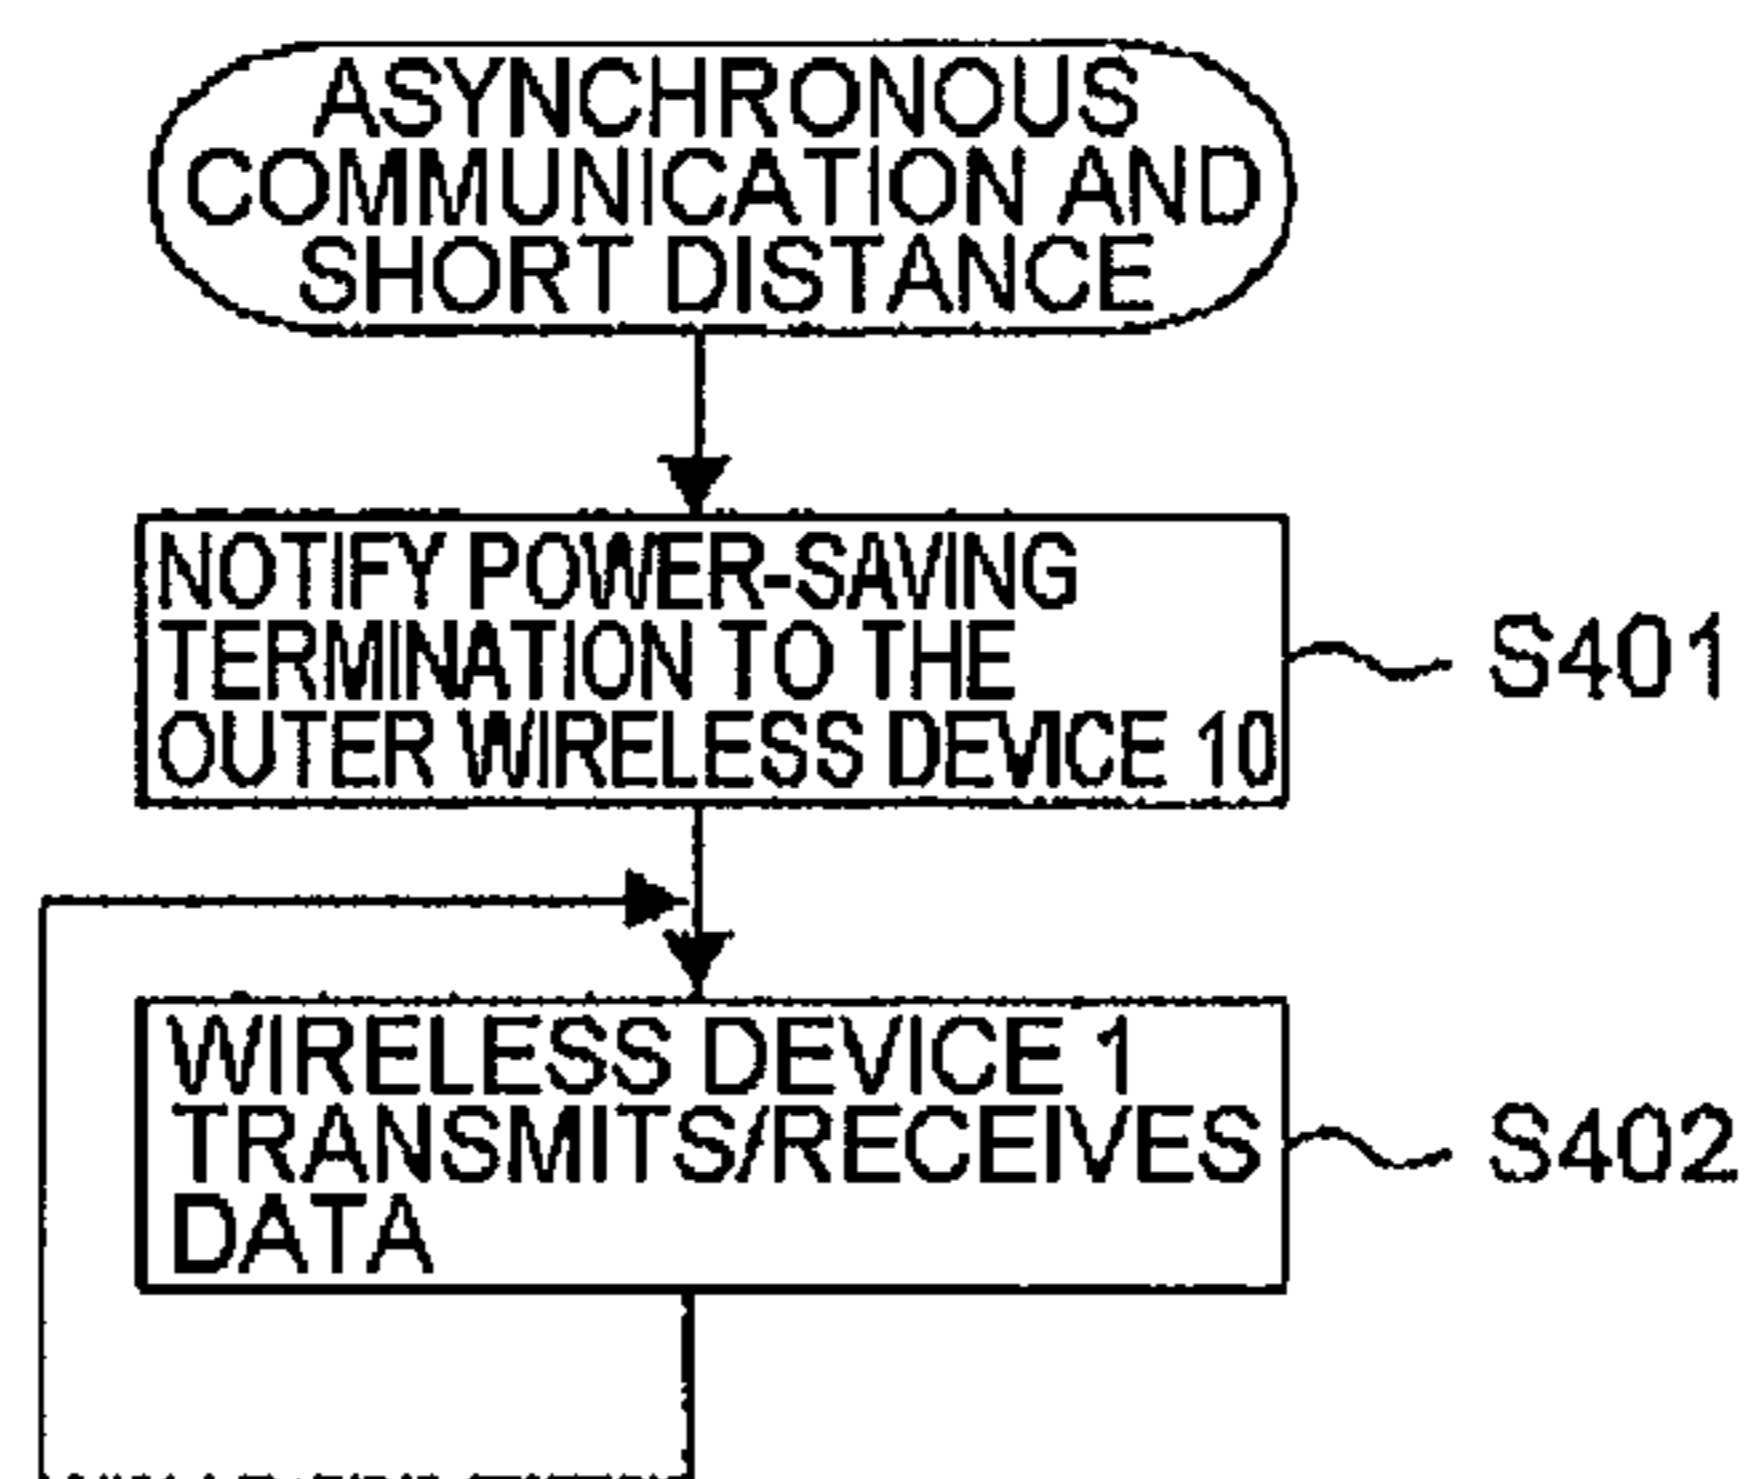 ASYNCHRONOUS
COMMUNICATION AND
SHORT DISTANCE
NOTIFY POWER-SAVING
TERMINATION TO THE
OUTER WIRELESS DEVICE 10
S401
WIRELESS DEVICE 1
TRANSMITS/RECEIVES
DATA
S402